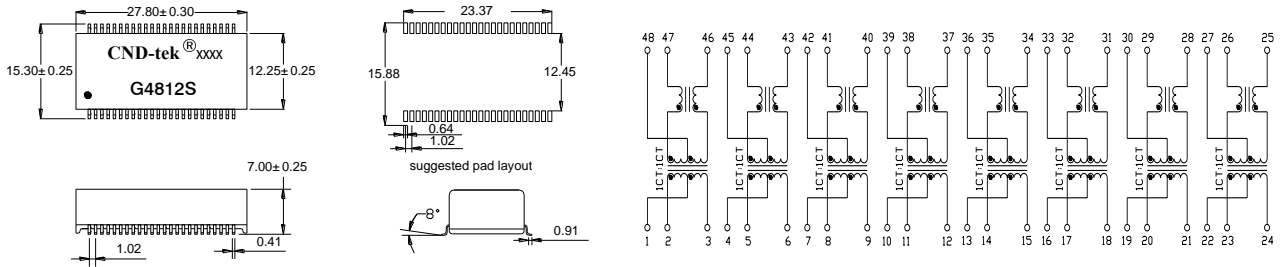 27.80± 0.30
CND-tek ® XXXX
G4812S
15.30± 0.25
12.25± 0.25
23.37
15.88
12.45
0.64
1.02
suggested pad layout
7.00± 0.25
1.02
0.41
8°
0.91
48 47 46 45 44 43 42 41 40 39 38 37 36 35 34 33 32 31 30 29 28 27 26 25
1CT:1CT 1CT:1CT 1CT:1CT 1CT:1CT 1CT:1CT 1CT:1CT 1CT:1CT 1CT:1CT
1 2 3 4 5 6 7 8 9 10 11 12 13 14 15 16 17 18 19 20 21 22 23 24